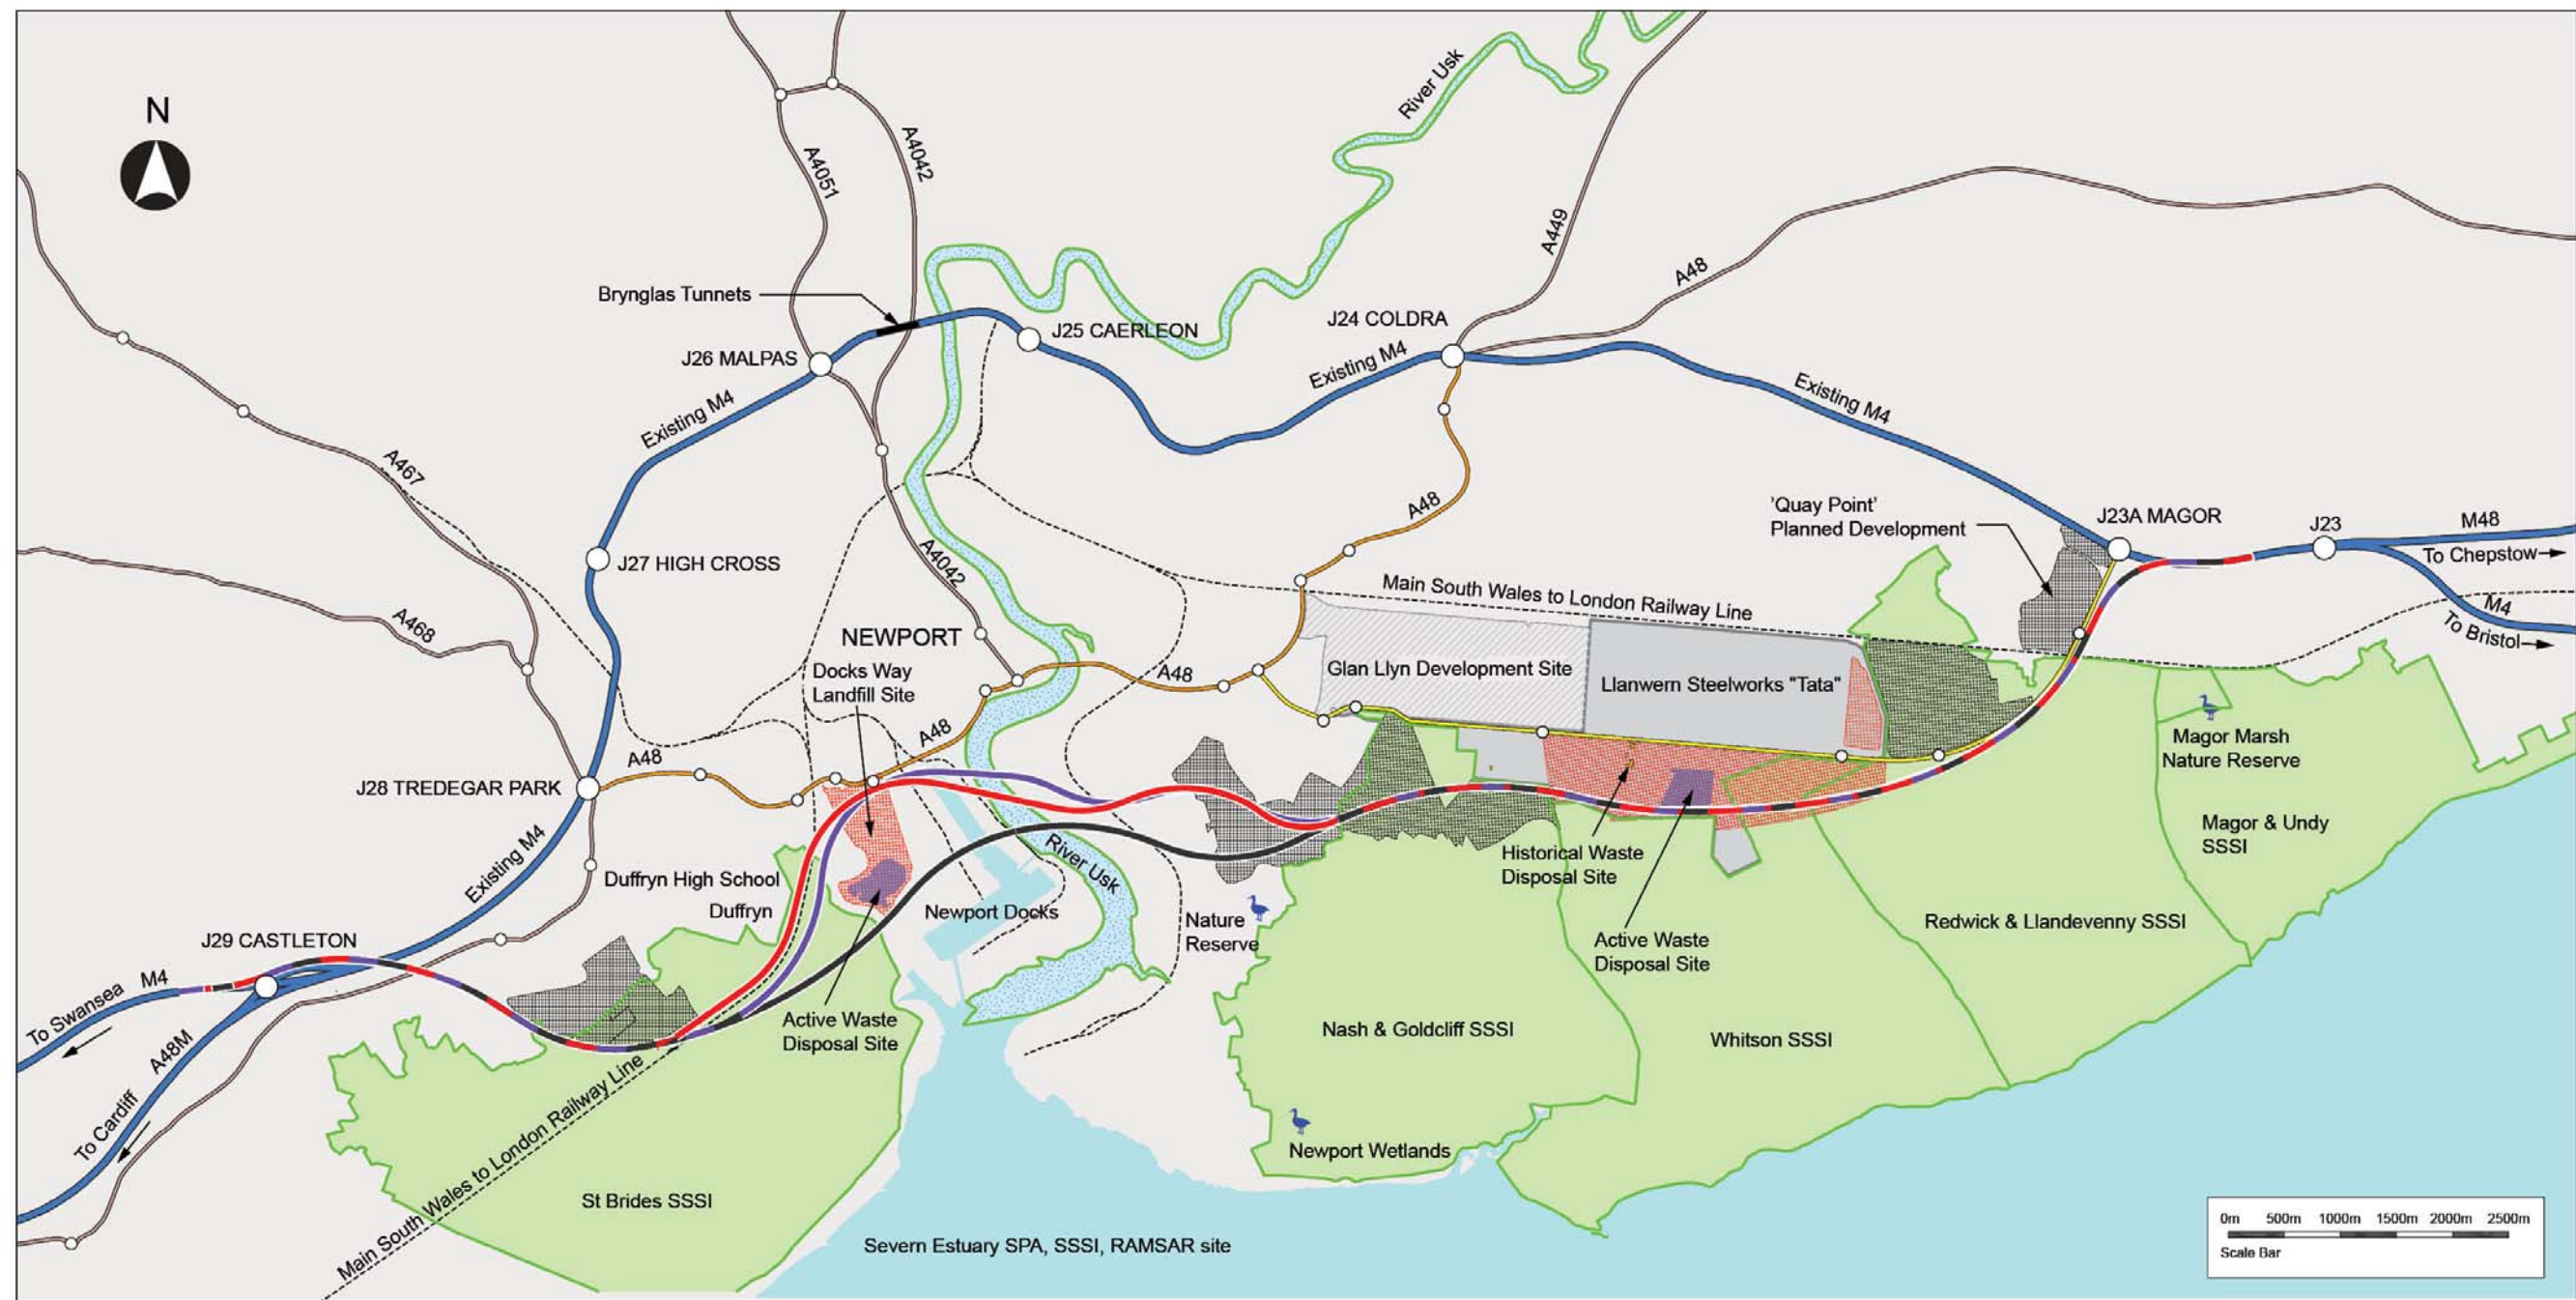 N
River Usk
A4051
A4042
A449
A48
Brynglas Tunnels
J25 CAERLEON
J24 COLDRA
J26 MALPAS
Existing M4
Existing M4
Existing M4
A467
A48
'Quay Point'
Planned Development
J23A MAGOR
J23
M48
To Chepstow
M4
To Bristol
J27 HIGH CROSS
A4042
Main South Wales to London Railway Line
A468
NEWPORT
Docks Way
Landfill Site
A48
Glan Llyn Development Site
Llanwern Steelworks "Tata"
A48
A48
Magor Marsh
Nature Reserve
J28 TREDEGAR PARK
Magor & Undy
SSSI
Existing M4
River Usk
Historical Waste
Disposal Site
Duffryn High School
Duffryn
Newport Docks
Nature
Reserve
Redwick & Llandevenny SSSI
J29 CASTLETON
Active Waste
Disposal Site
M4
To Swansea
A48M
To Cardiff
Active Waste
Disposal Site
Nash & Goldcliff SSSI
Whitson SSSI
Main South Wales to London Railway Line
Newport Wetlands
St Brides SSSI
Severn Estuary SPA, SSSI, RAMSAR site
0m 500m 1000m 1500m 2000m 2500m
Scale Bar